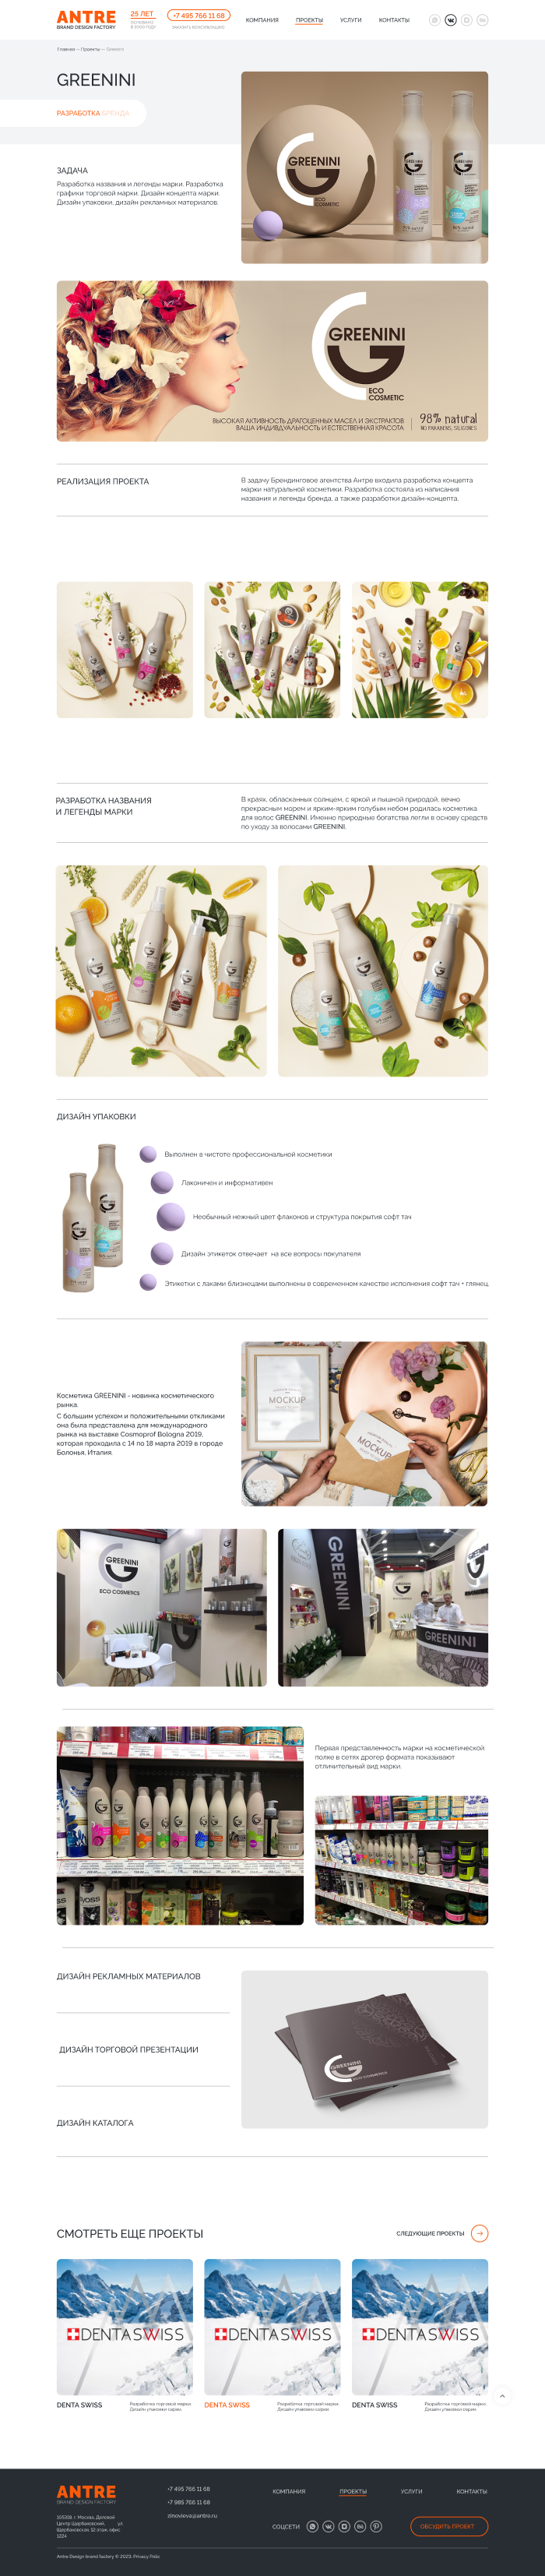 ANTRE
BRAND DESIGN FACTORY
25 ЛЕТ
+7 495 766 11 68
КОМПАНИЯ
ПРОЕКТЫ
УСЛУГИ
КОНТАКТЫ
Главная — Проекты — Greenini
GREENINI
РАЗРАБОТКА БРЕНДА
ЗАДАЧА
Разработка названия и легенды марки. Разработка
графики торговой марки. Дизайн концепта марки.
Дизайн упаковки, дизайн рекламных материалов.
GREENINI
ECO
COSMETIC
GREENINI
ECO
COSMETIC
ВЫСОКАЯ АКТИВНОСТЬ ДРАГОЦЕННЫХ МАСЕЛ И ЭКСТРАКТОВ
ВАША ИНДИВИДУАЛЬНОСТЬ И ЕСТЕСТВЕННАЯ КРАСОТА
98% natural
NO PARABENS, SILICONES
РЕАЛИЗАЦИЯ ПРОЕКТА
В задачу Брендингового агентства Антре входила разработка концепта
марки натуральной косметики. Разработка состояла из написания
названия и легенды бренда, а также разработки дизайн-концепта.
РАЗРАБОТКА НАЗВАНИЯ
И ЛЕГЕНДЫ МАРКИ
В краях, обласканных солнцем, с яркой и пышной природой, вечно
прекрасным морем и ярким-ярким голубым небом родилась косметика
для волос GREENINI. Именно природные богатства легли в основу средств
по уходу за волосами GREENINI.
ДИЗАЙН УПАКОВКИ
Выполнен в чистоте профессиональной косметики
Лаконичен и информативен
Необычный нежный цвет флаконов и структура покрытия софт тач
Дизайн этикеток отвечает на все вопросы покупателя
Этикетки с лаками близнецами выполнены в современном качестве исполнения софт тач + глянец
Косметика GREENINI - новинка косметического
рынка.
С большим успехом и положительными откликами
она была представлена для международного
рынка на выставке Cosmoprof Bologna 2019,
которая проходила с 14 по 18 марта 2019 в городе
Болонья, Италия.
MOCKUP
MOCKUP
GREENINI
ECO COSMETICS
GREENINI
GREENINI
GREENINI
Первая представленность марки на косметической
полке в сетях дрогер формата показывают
отличительный вид марки.
ДИЗАЙН РЕКЛАМНЫХ МАТЕРИАЛОВ
ДИЗАЙН ТОРГОВОЙ ПРЕЗЕНТАЦИИ
ДИЗАЙН КАТАЛОГА
GREENINI
СМОТРЕТЬ ЕЩЕ ПРОЕКТЫ
СЛЕДУЮЩИЕ ПРОЕКТЫ
DENTASWISS
DENTASWISS
DENTASWISS
DENTA SWISS
Разработка торговой марки.
Дизайн упаковки серии.
DENTA SWISS
Разработка торговой марки.
Дизайн упаковки серии.
DENTA SWISS
Разработка торговой марки.
Дизайн упаковки серии.
ANTRE
BRAND DESIGN FACTORY
+7 495 766 11 68
+7 985 766 11 68
zinovieva@antre.ru
КОМПАНИЯ
ПРОЕКТЫ
УСЛУГИ
КОНТАКТЫ
105318, г. Москва, Деловой
Центр Щербаковский, ул
Щербаковская, 12 этаж, офис
1224
СОЦСЕТИ
ОБСУДИТЬ ПРОЕКТ
Antre Design brand factory © 2023. Privacy Polic